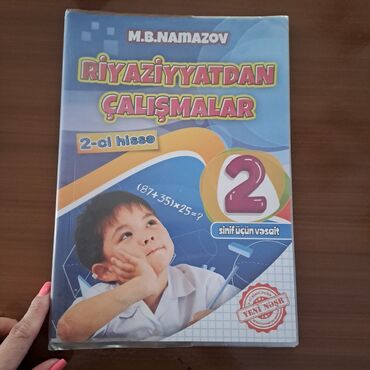 M.B.NAMAZOV
RİYAZİYYATDAN
ÇALIŞMALAR
2-ci hissə
(87+35)×25=?
2
sinif üçün vəsait
YENİ NƏŞR